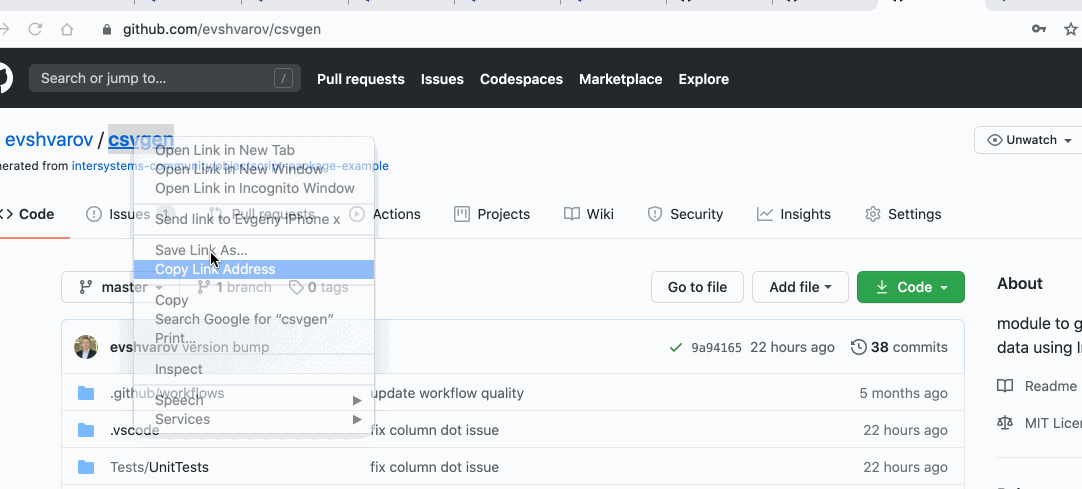 github.com/evshvarov/csvgen
Search or jump to...
/
Pull requests
Issues
Codespaces
Marketplace
Explore
evshvarov / csvgen
Unwatch
nerated from intersystems-community/objectscript-package-example
Open Link in New Tab
Open Link in New Window
Open Link in Incognito Window
Code
Issues 1
Pull requests
Actions
Projects
Wiki
Security
Insights
Settings
Send link to Evgeny iPhone x
Save Link As...
Copy Link Address
master
1 branch
0 tags
Go to file
Add file
Code
About
Copy
Search Google for “csvgen”
Print...
module to g
data using I
evshvarov version bump
9a94165 22 hours ago
38 commits
Inspect
Readme
.github/workflows
update workflow quality
5 months ago
Speech
Services
MIT Licen
.vscode
fix column dot issue
22 hours ago
Tests/UnitTests
fix column dot issue
22 hours ago